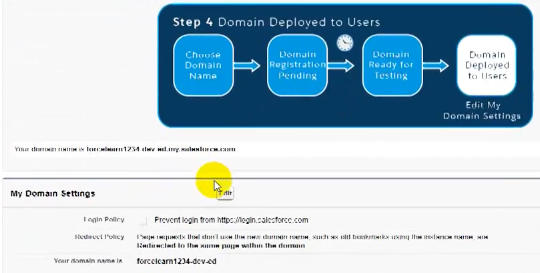 Step 4 Domain Deployed to Users
Choose
Domain
Name
Domain
Registration
Pending
Domain
Ready for
Testing
Domain
Deployed
to Users
Edit My
Domain Settings
Your domain name is forcelearn1234-dev-ed.my.salesforce.com
My Domain Settings
Edit
Login Policy
Prevent login from https://login.salesforce.com
Redirect Policy
Page requests that don't use the new domain name, such as old bookmarks using the instance name, are
Redirected to the same page within the domain
Your domain name is
forcelearn1234-dev-ed